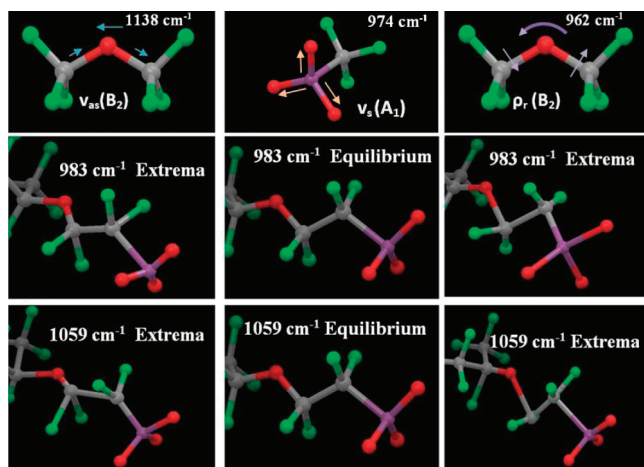 1138 cm⁻¹
νas(B₂)
974 cm⁻¹
νs(A₁)
962 cm⁻¹
ρr(B₂)
983 cm⁻¹ Extrema
983 cm⁻¹ Equilibrium
983 cm⁻¹ Extrema
1059 cm⁻¹ Extrema
1059 cm⁻¹ Equilibrium
1059 cm⁻¹ Extrema